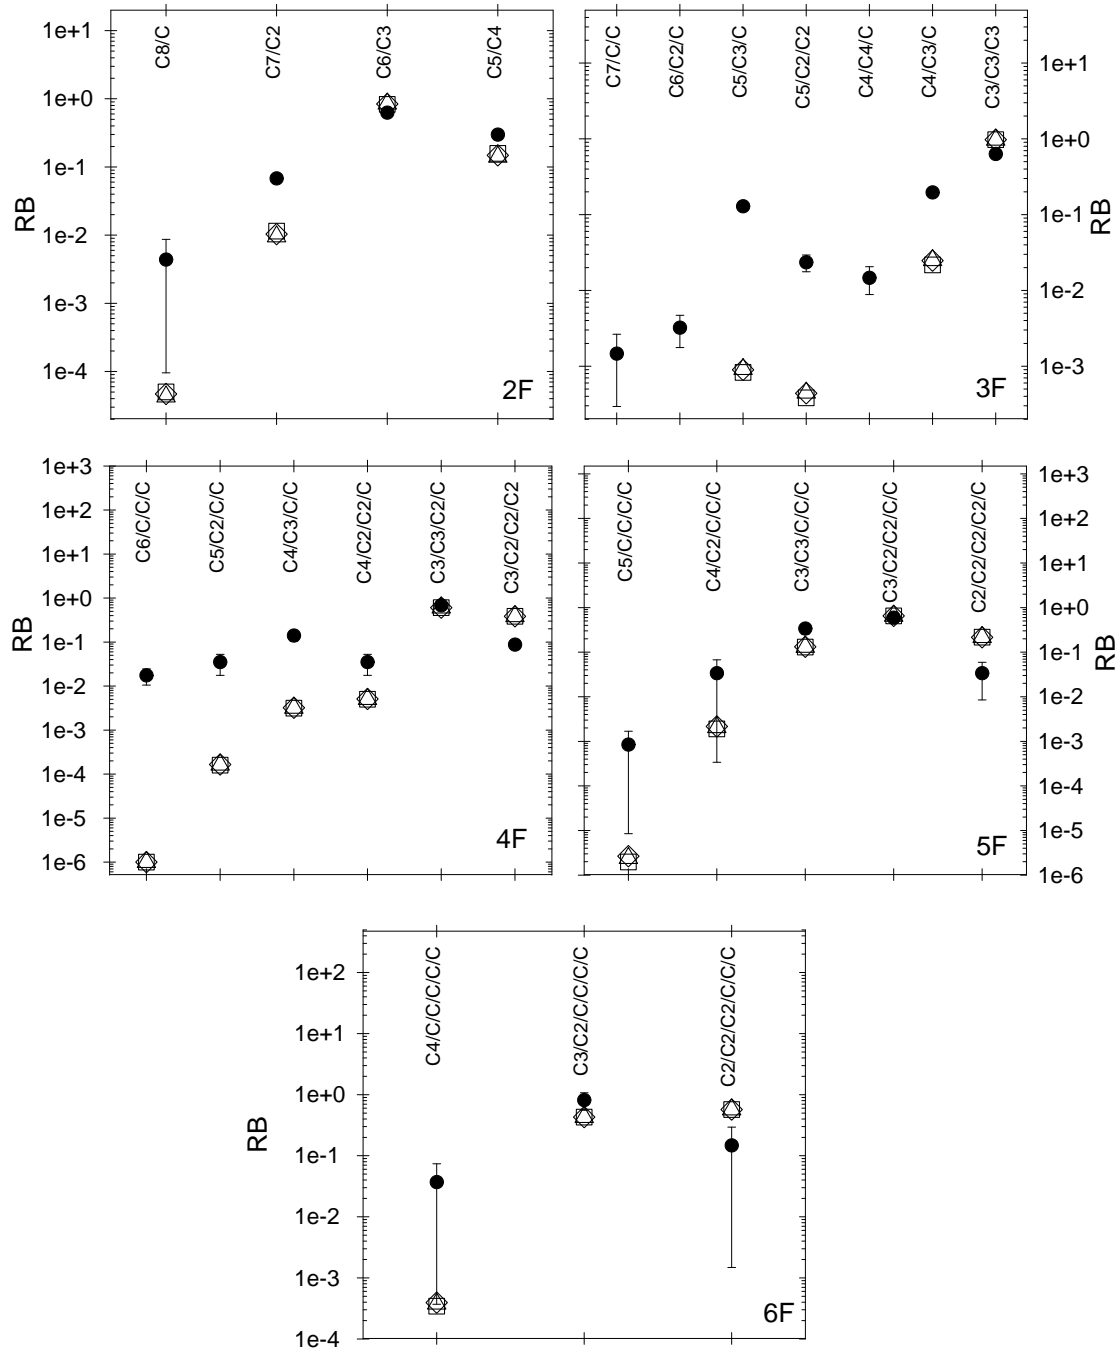 C8/C
C7/C2
C6/C3
C5/C4
1e+1
1e+0
1e-1
1e-2
1e-3
1e-4
RB
2F
C7/C/C
C6/C2/C
C5/C3/C
C5/C2/C2
C4/C4/C
C4/C3/C
C3/C3/C3
1e+1
1e+0
1e-1
1e-2
1e-3
RB
3F
C6/C/C/C
C5/C2/C/C
C4/C3/C/C
C4/C2/C2/C
C3/C3/C2/C
C3/C2/C2/C2
1e+3
1e+2
1e+1
1e+0
1e-1
1e-2
1e-3
1e-4
1e-5
1e-6
RB
4F
C5/C/C/C/C
C4/C2/C/C/C
C3/C3/C/C/C
C3/C2/C2/C/C
C2/C2/C2/C2/C
1e+3
1e+2
1e+1
1e+0
1e-1
1e-2
1e-3
1e-4
1e-5
1e-6
RB
5F
C4/C/C/C/C/C
C3/C2/C/C/C/C
C2/C2/C2/C/C/C
1e+2
1e+1
1e+0
1e-1
1e-2
1e-3
1e-4
RB
6F